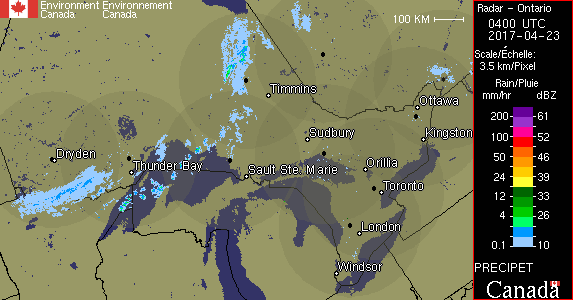 Environment Environnement
Canada Canada
100 KM
Timmins
Ottawa
Sudbury
Kingston
Dryden
Thunder Bay
Sault Ste. Marie
Orillia
Toronto
London
Windsor
Radar - Ontario
0400 UTC
2017-04-23
Scale/Échelle:
3.5 km/Pixel
Rain/Pluie
mm/hr dBZ
200 61
100 52
50 46
24 39
12 33
4 26
0.1 10
PRECIPET
Canada